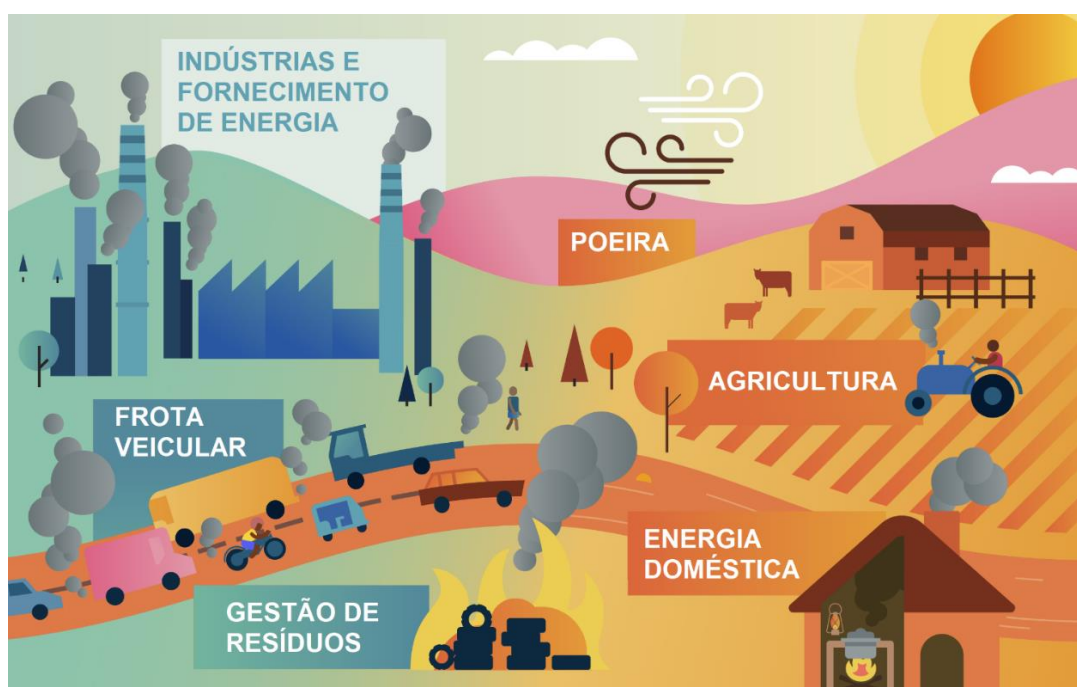 INDÚSTRIAS E
FORNECIMENTO
DE ENERGIA
POEIRA
AGRICULTURA
FROTA
VEICULAR
ENERGIA
DOMÉSTICA
GESTÃO DE
RESÍDUOS